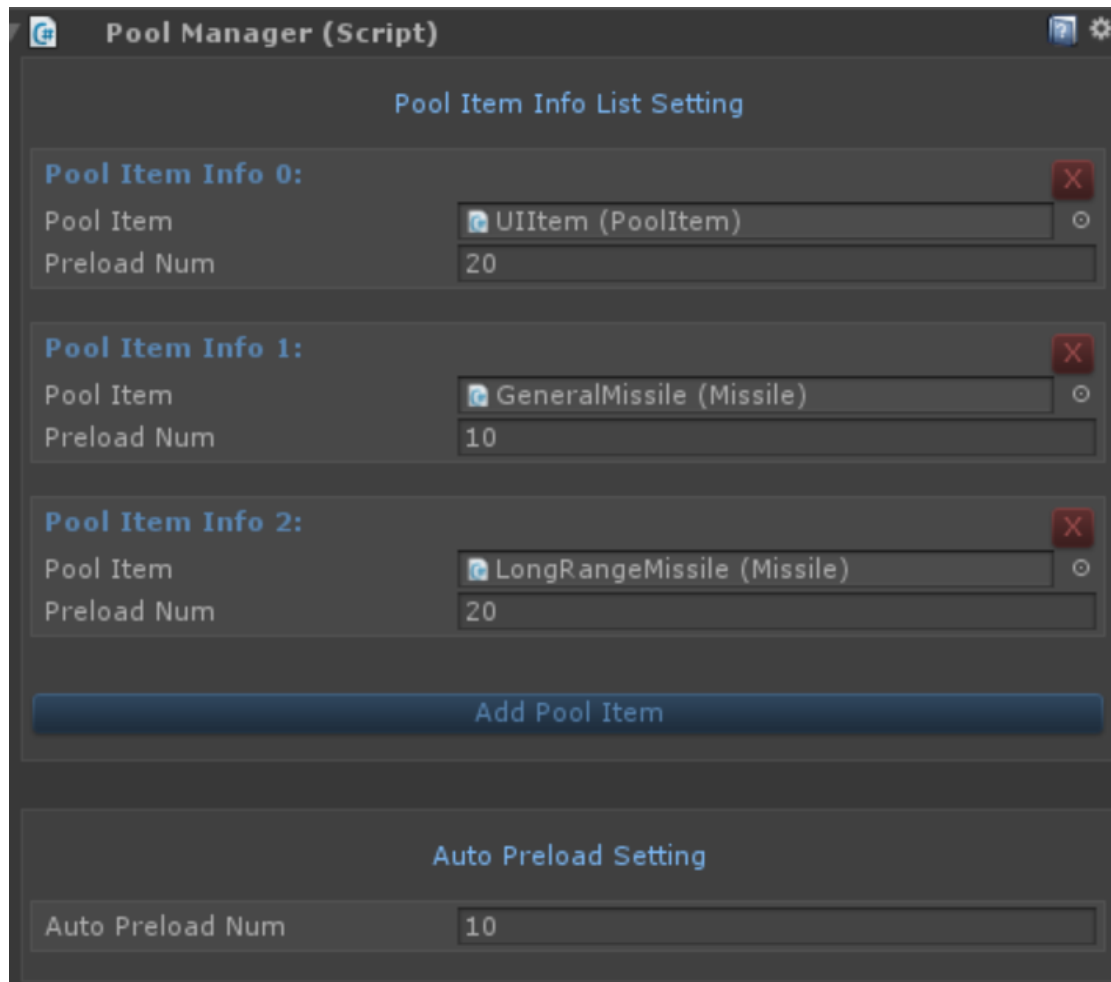 Pool Manager (Script)
Pool Item Info List Setting
Pool Item Info 0:
X
Pool Item UIItem (PoolItem)
Preload Num 20
Pool Item Info 1:
X
Pool Item GeneralMissile (Missile)
Preload Num 10
Pool Item Info 2:
X
Pool Item LongRangeMissile (Missile)
Preload Num 20
Add Pool Item
Auto Preload Setting
Auto Preload Num 10